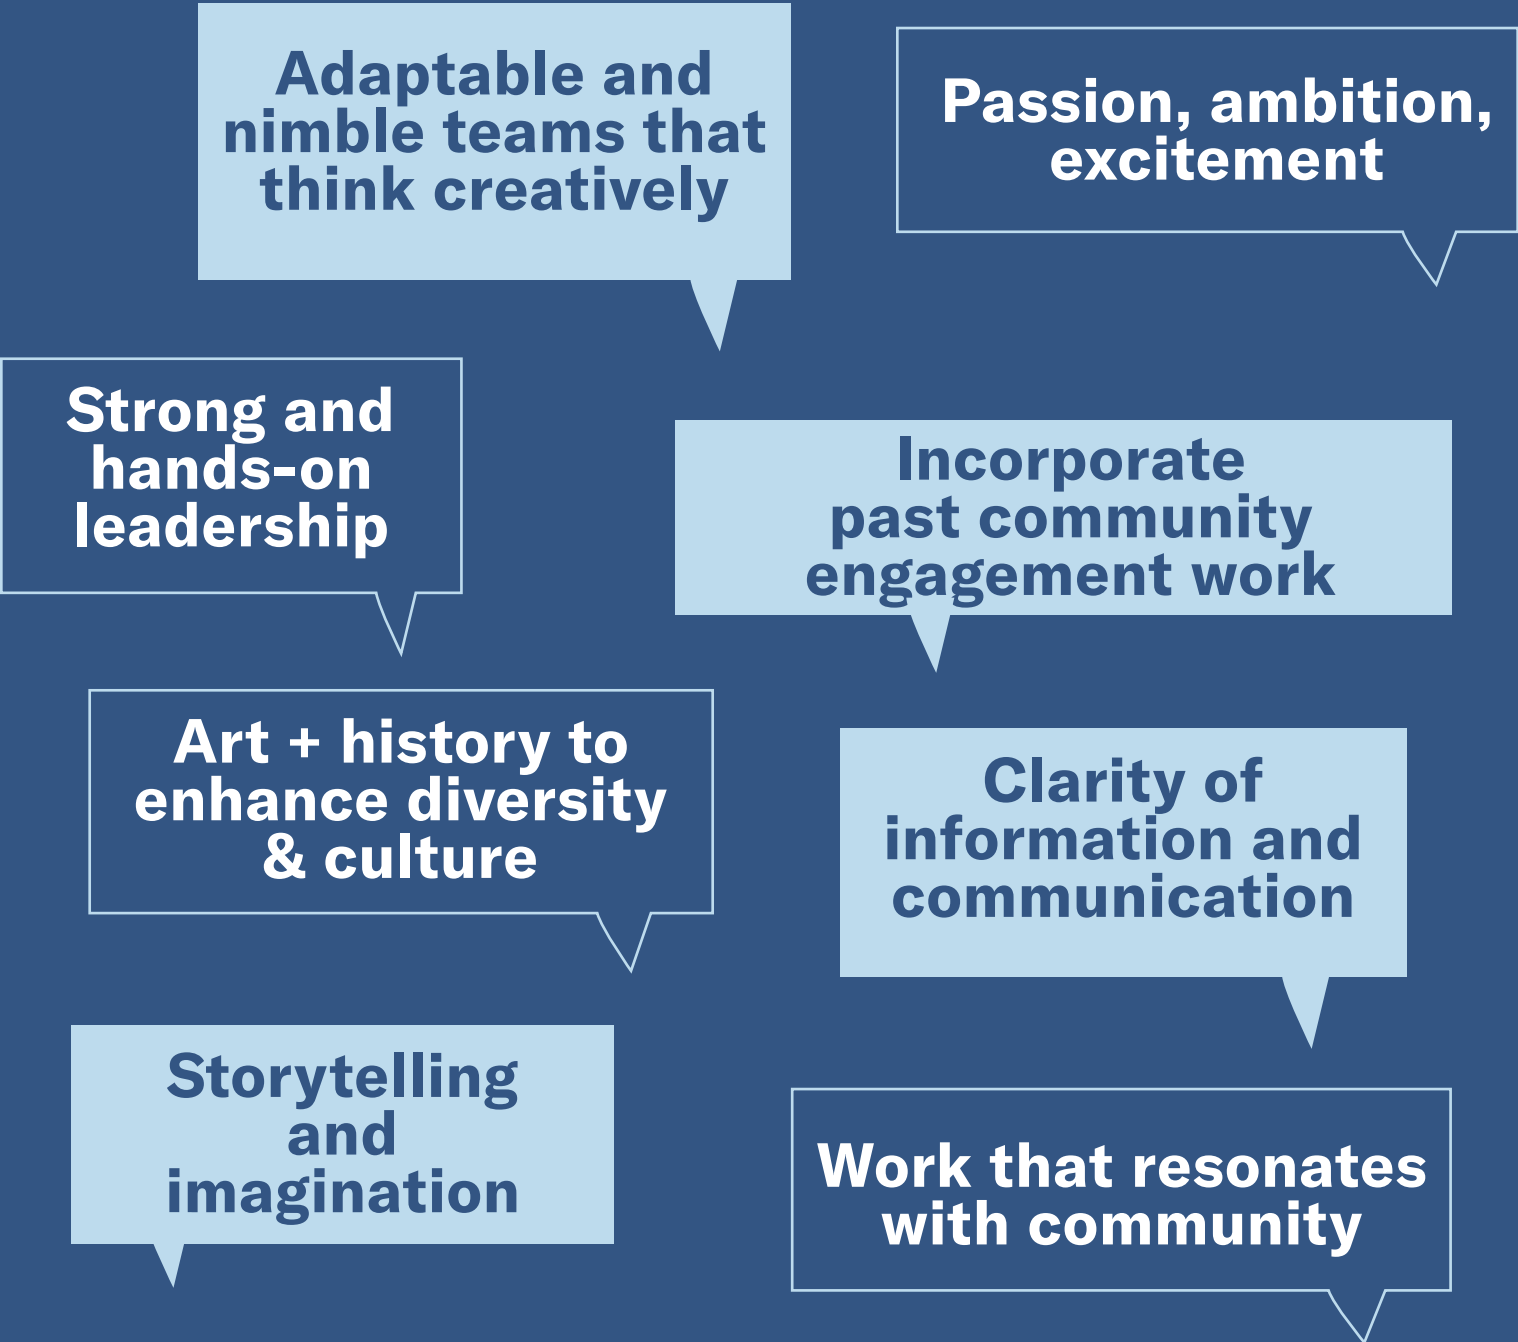 Adaptable and
nimble teams that
think creatively
Passion, ambition,
excitement
Strong and
hands-on
leadership
Incorporate
past community
engagement work
Art + history to
enhance diversity
& culture
Clarity of
information and
communication
Storytelling
and
imagination
Work that resonates
with community